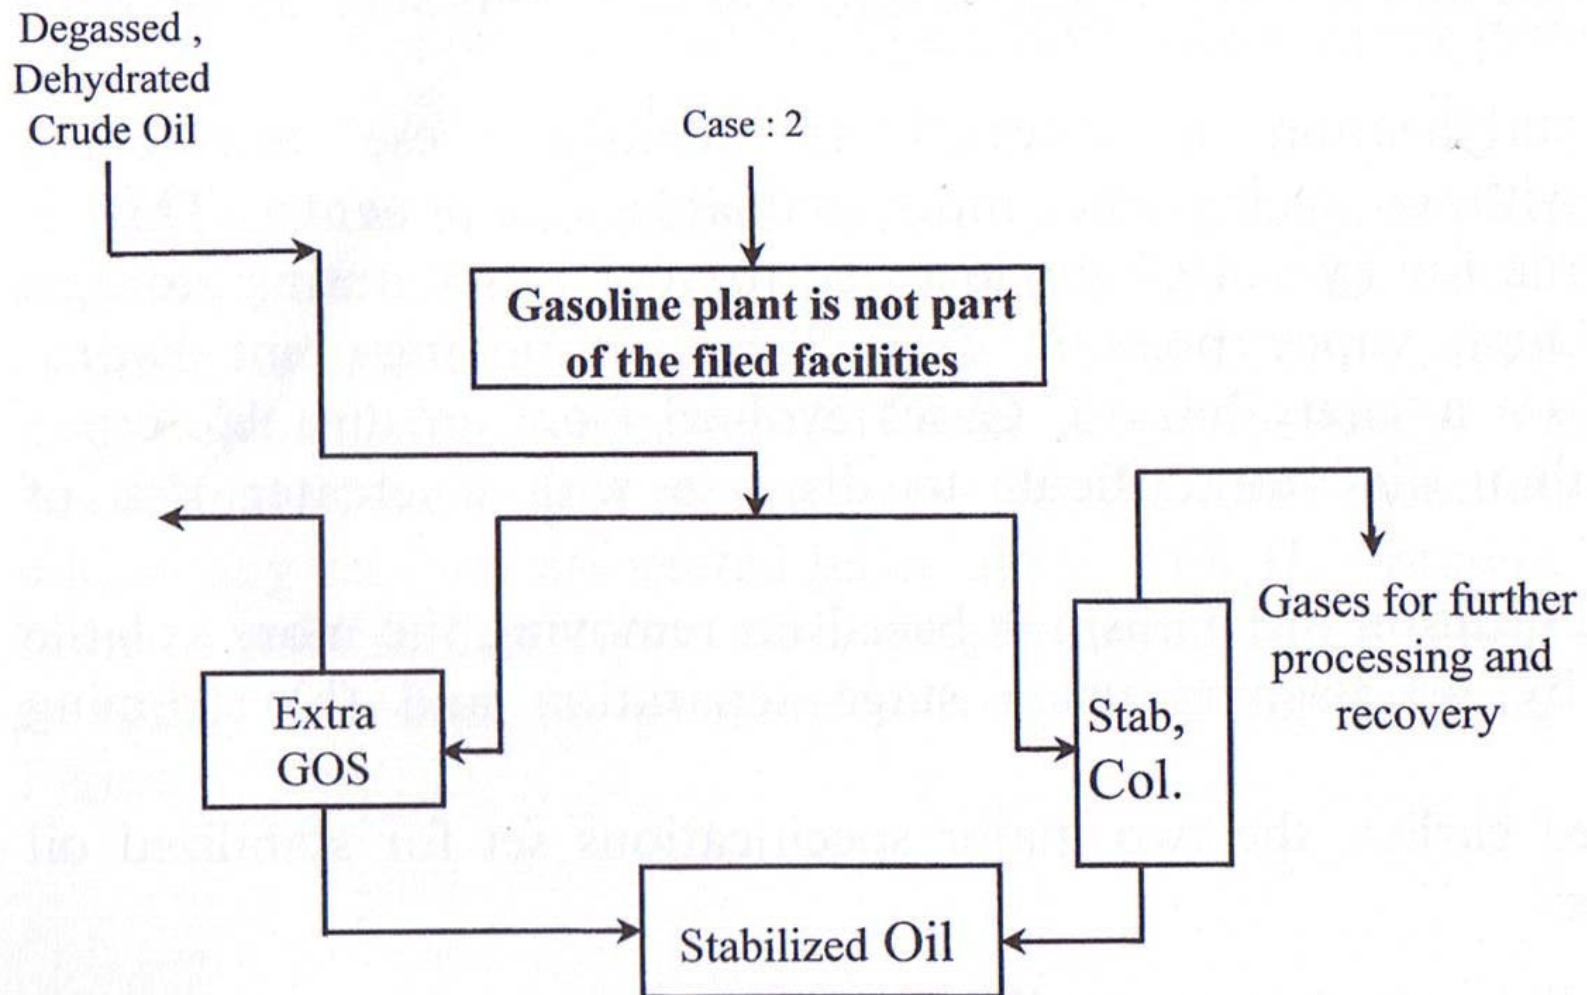 Degassed ,
Dehydrated
Crude Oil
Case : 2
Gasoline plant is not part
of the filed facilities
Gases for further
processing and
recovery
Extra
GOS
Stab,
Col.
Stabilized Oil